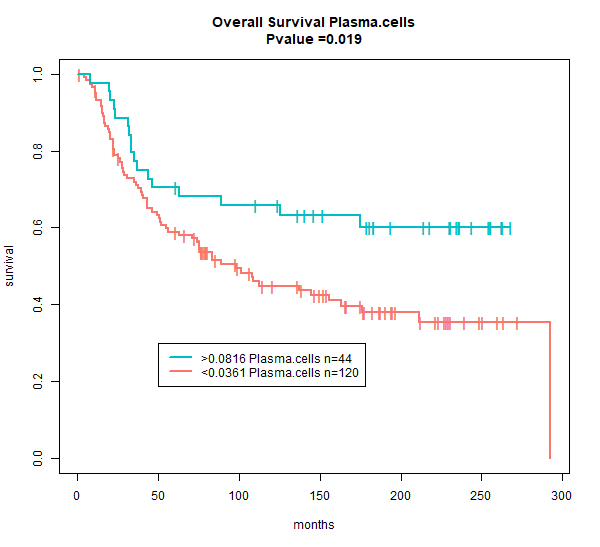 Overall Survival Plasma.cells
Pvalue =0.019
survival
1.0
0.8
0.6
0.4
0.2
0.0
>0.0816 Plasma.cells n=44
<0.0361 Plasma.cells n=120
0 50 100 150 200 250 300
months